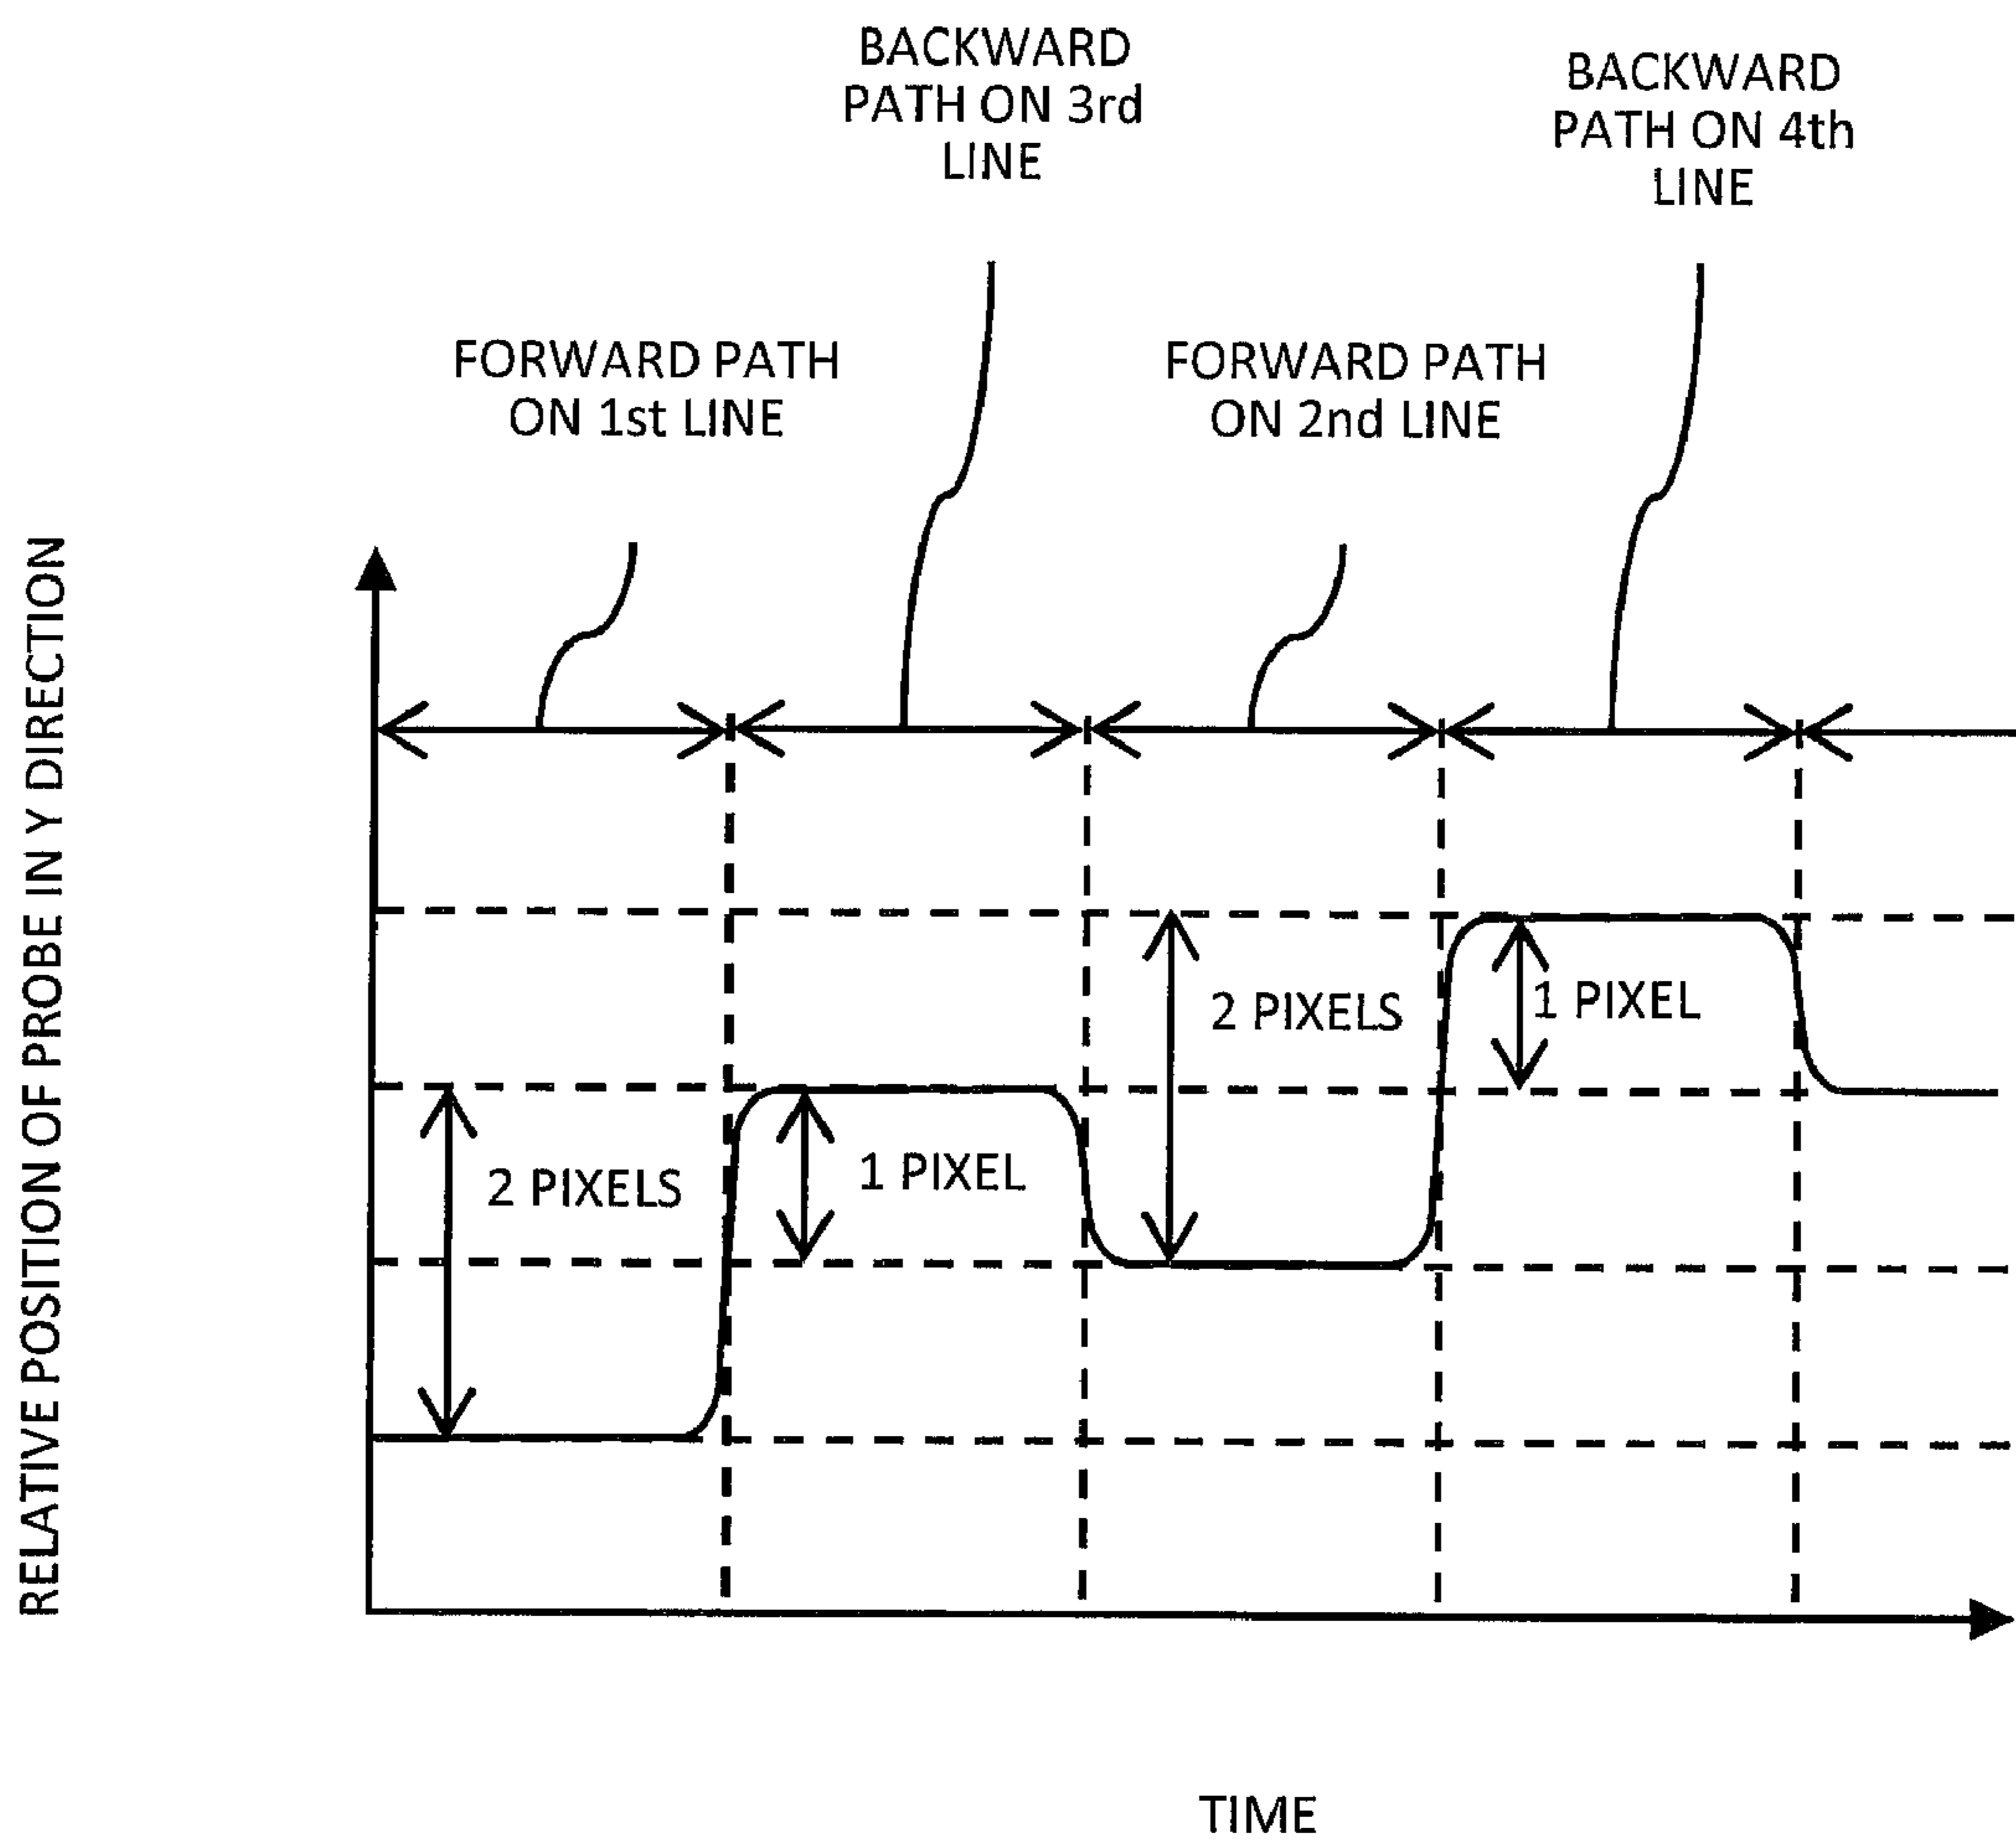 BACKWARD
PATH ON 3rd
LINE
BACKWARD
PATH ON 4th
LINE
FORWARD PATH
ON 1st LINE
FORWARD PATH
ON 2nd LINE
RELATIVE POSITION OF PROBE IN Y DIRECTION
2 PIXELS
1 PIXEL
2 PIXELS
1 PIXEL
TIME